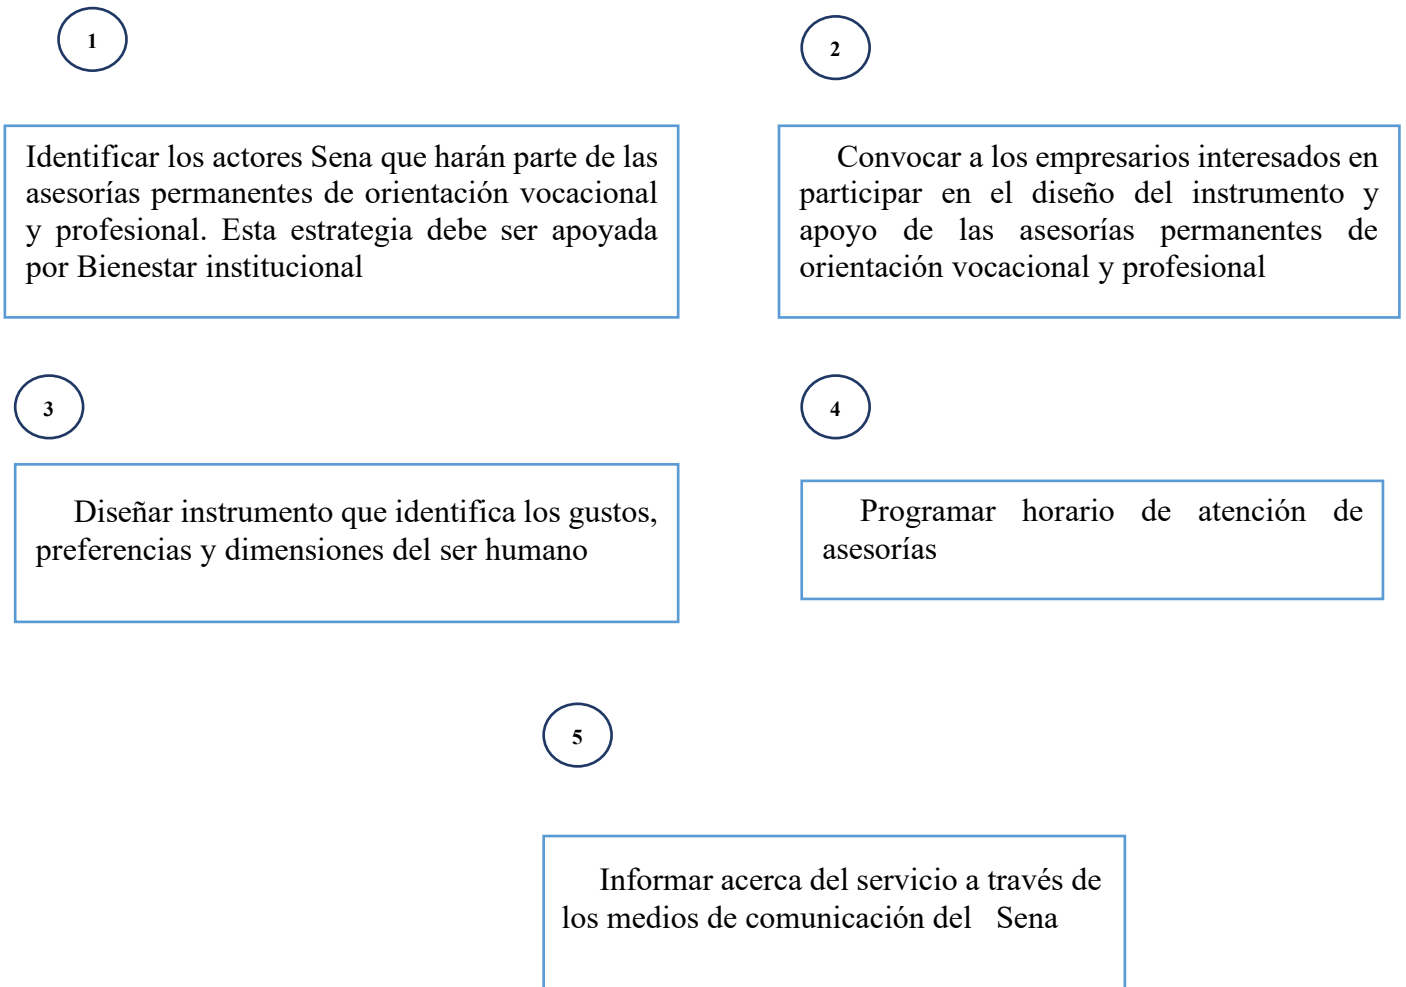 1
Identificar los actores Sena que harán parte de las
asesorías permanentes de orientación vocacional
y profesional. Esta estrategia debe ser apoyada
por Bienestar institucional
2
Convocar a los empresarios interesados en
participar en el diseño del instrumento y
apoyo de las asesorías permanentes de
orientación vocacional y profesional
3
Diseñar instrumento que identifica los gustos,
preferencias y dimensiones del ser humano
4
Programar horario de atención de
asesorías
5
Informar acerca del servicio a través de
los medios de comunicación del Sena